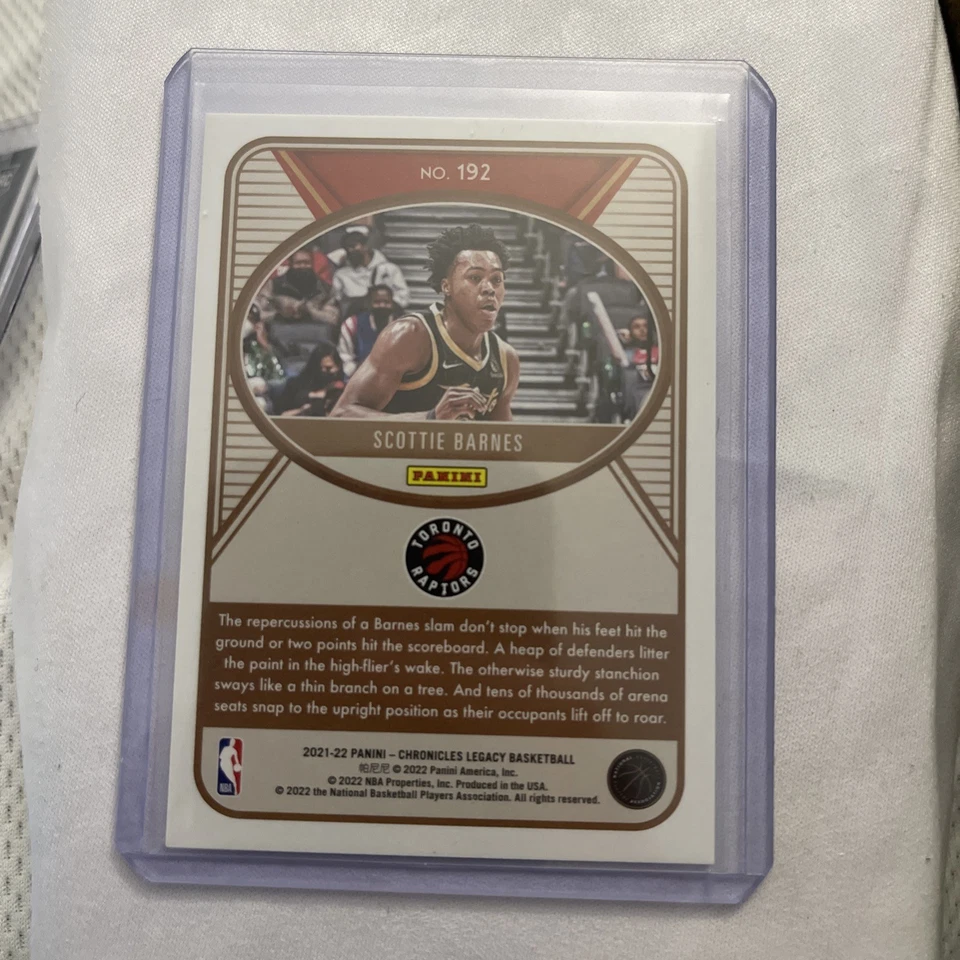 NO. 192
SCOTTIE BARNES
PANINI
TORONTO
RAPTORS
The repercussions of a Barnes slam don't stop when his feet hit the
ground or two points hit the scoreboard. A heap of defenders litter
the paint in the high-flier's wake. The otherwise sturdy stanchion
sways like a thin branch on a tree. And tens of thousands of arena
seats snap to the upright position as their occupants lift off to roar.
2021-22 PANINI – CHRONICLES LEGACY BASKETBALL
帕尼尼 © 2022 Panini America, Inc.
© 2022 NBA Properties, Inc. Produced in the USA.
© 2022 the National Basketball Players Association. All rights reserved.
NBA